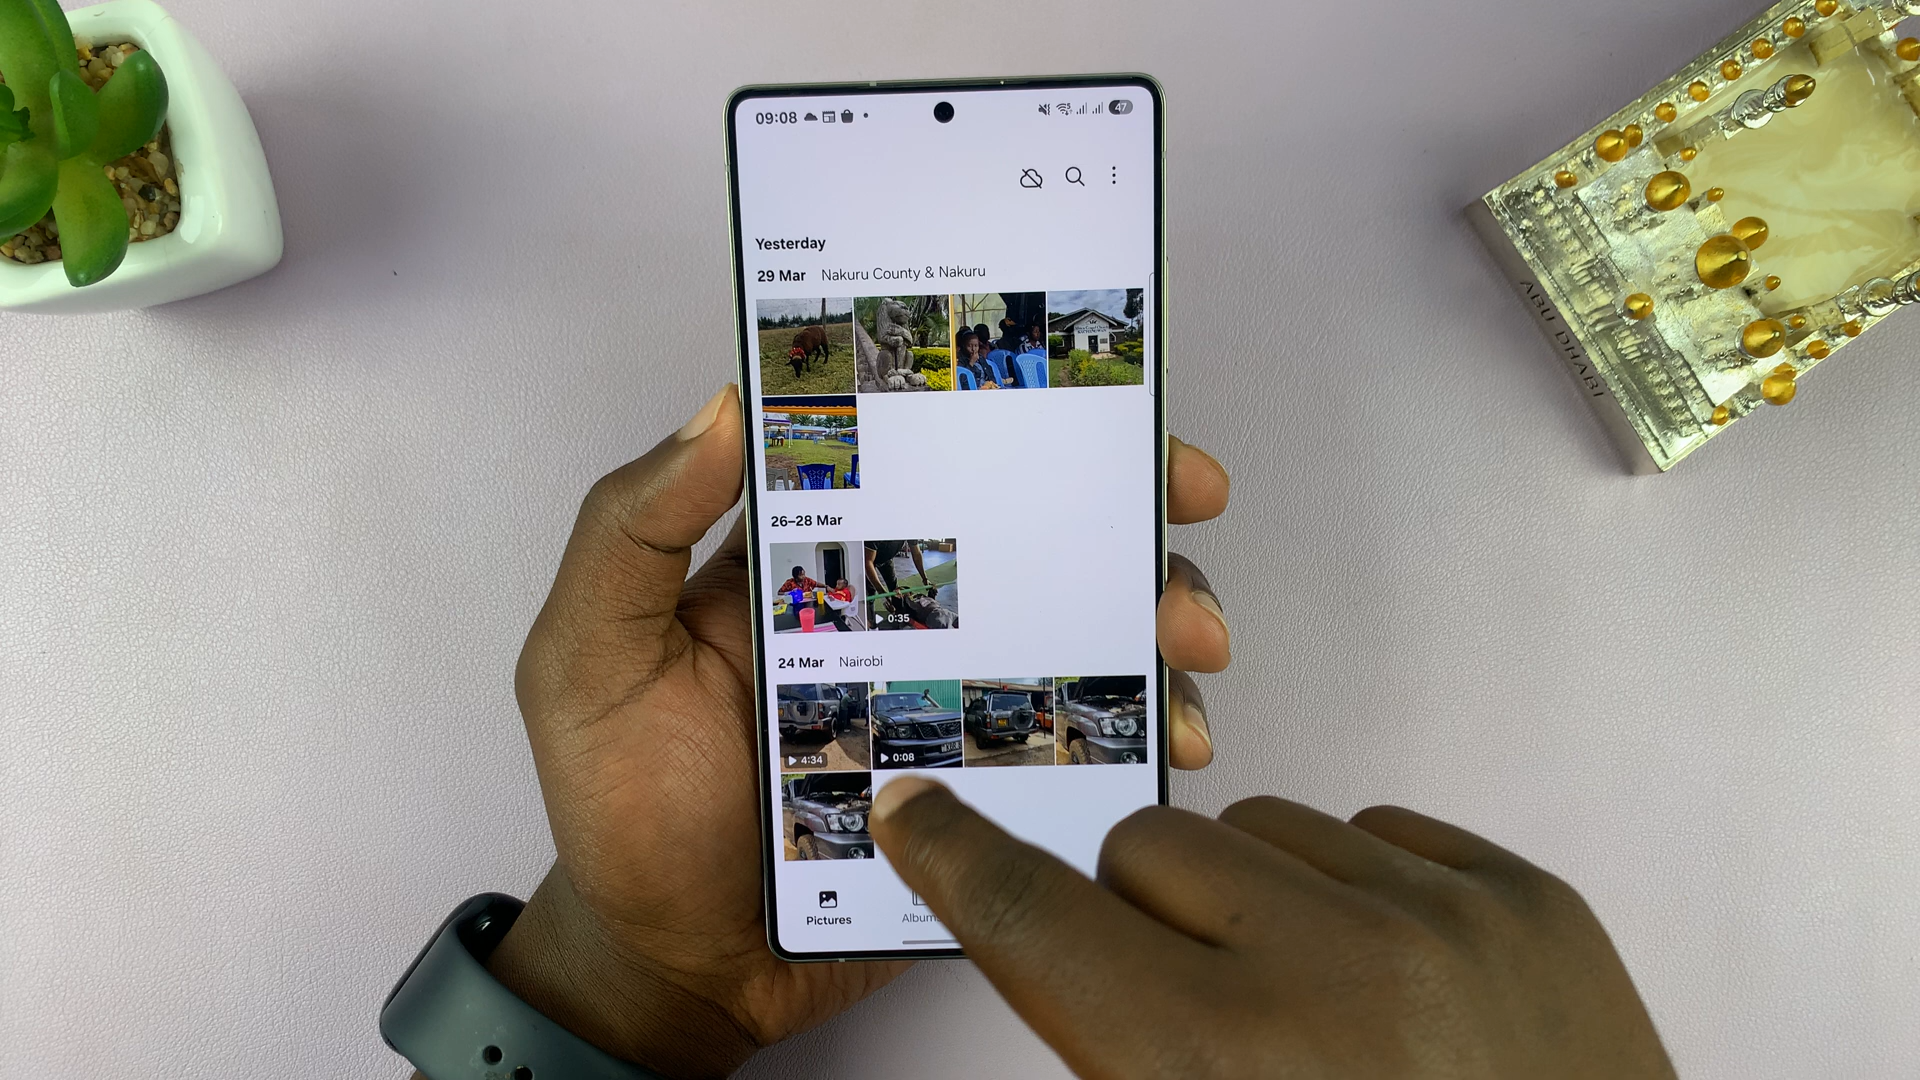 09:08
47
Yesterday
29 Mar Nakuru County & Nakuru
26–28 Mar
0:35
24 Mar Nairobi
4:34
0:08
Pictures
Albums
ABU DHABI